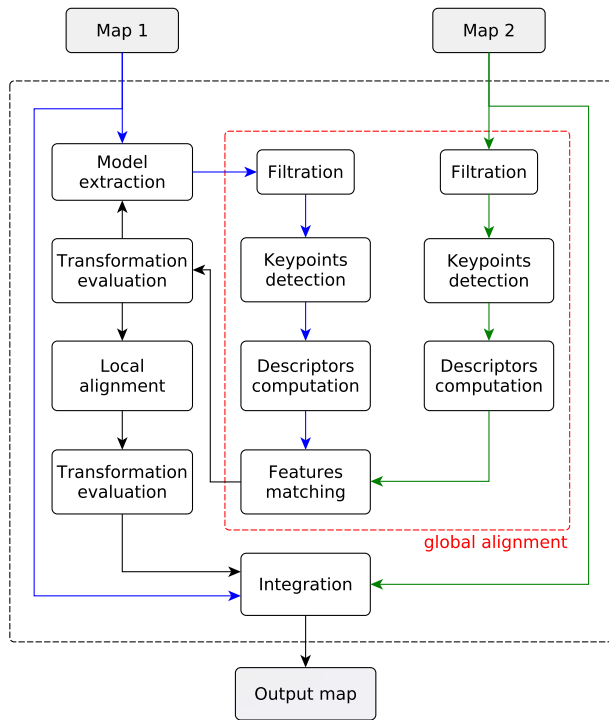 Map 1
Map 2
Model
extraction
Filtration
Filtration
Transformation
evaluation
Keypoints
detection
Keypoints
detection
Local
alignment
Descriptors
computation
Descriptors
computation
Transformation
evaluation
Features
matching
global alignment
Integration
Output map